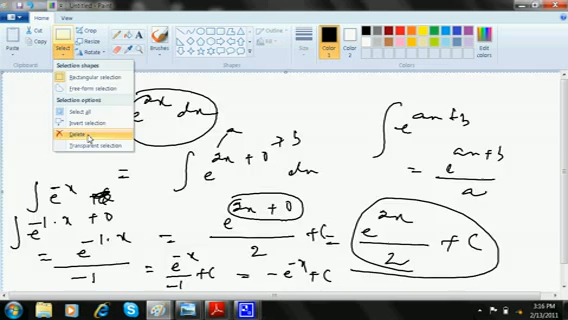 Untitled - Paint
Home View
Paste Cut Copy Select Crop Resize Rotate Brushes Outline Fill Size Color 1 Color 2 Edit colors
Clipboard Shapes Colors
Selection shapes
Rectangular selection
Free-form selection
Selection options
Select all
Invert selection
Delete
Transparent selection
e^{2x} dx
∫ e^{ax+b}
= ∫ e^{2x + 0} dx
a
b
= e^{ax+b} / a
∫ e^{-x}
∫ e^{-1·x + 0}
= e^{-1·x} / -1 = e^{-x} / -1 + C = -e^{-x} + C
= e^{2x + 0} / 2 + C = e^{2x} / 2 + C
3:16 PM
2/13/2011